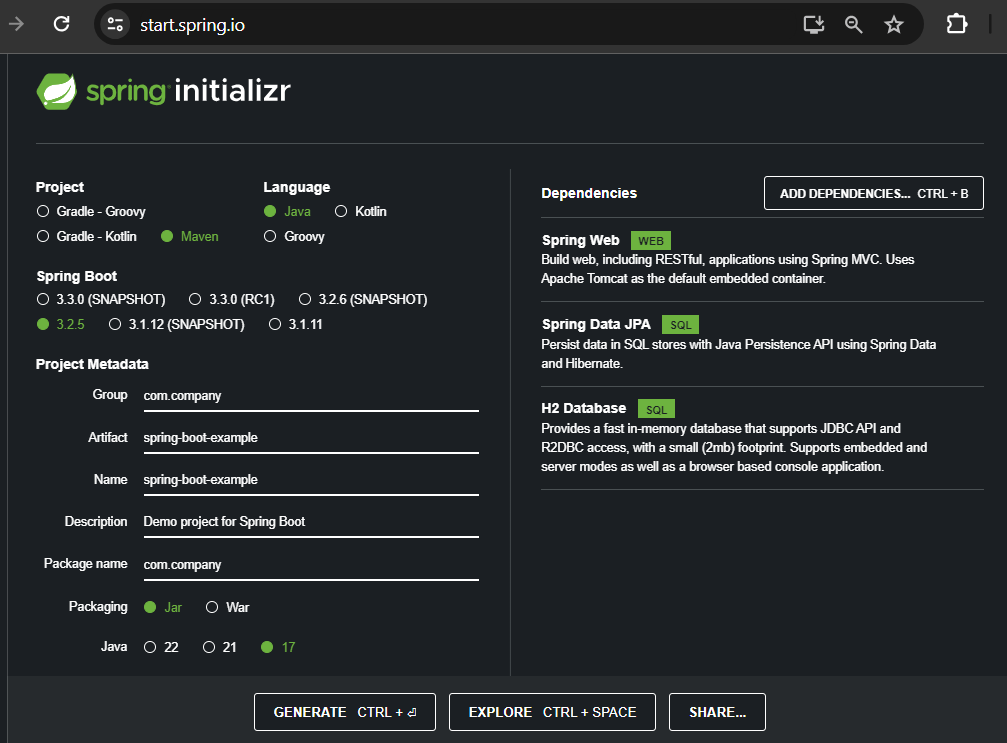 start.spring.io
spring initializr
Project
Gradle - Groovy
Gradle - Kotlin Maven
Language
Java Kotlin
Groovy
Spring Boot
3.3.0 (SNAPSHOT) 3.3.0 (RC1) 3.2.6 (SNAPSHOT)
3.2.5 3.1.12 (SNAPSHOT) 3.1.11
Project Metadata
Group com.company
Artifact spring-boot-example
Name spring-boot-example
Description Demo project for Spring Boot
Package name com.company
Packaging Jar War
Java 22 21 17
Dependencies ADD DEPENDENCIES... CTRL + B
Spring Web WEB
Build web, including RESTful, applications using Spring MVC. Uses
Apache Tomcat as the default embedded container.
Spring Data JPA SQL
Persist data in SQL stores with Java Persistence API using Spring Data
and Hibernate.
H2 Database SQL
Provides a fast in-memory database that supports JDBC API and
R2DBC access, with a small (2mb) footprint. Supports embedded and
server modes as well as a browser based console application.
GENERATE CTRL + ⏎ EXPLORE CTRL + SPACE SHARE...